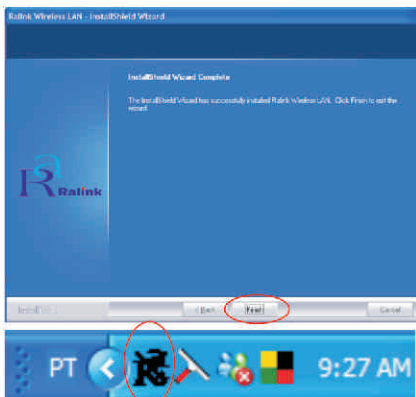 Ralink Wireless LAN - InstallShield Wizard
InstallShield Wizard Complete
The InstallShield Wizard has successfully installed Ralink Wireless LAN. Click Finish to exit the
wizard.
Ralink
InstallShield
< Back
Finish
Cancel
PT
9:27 AM